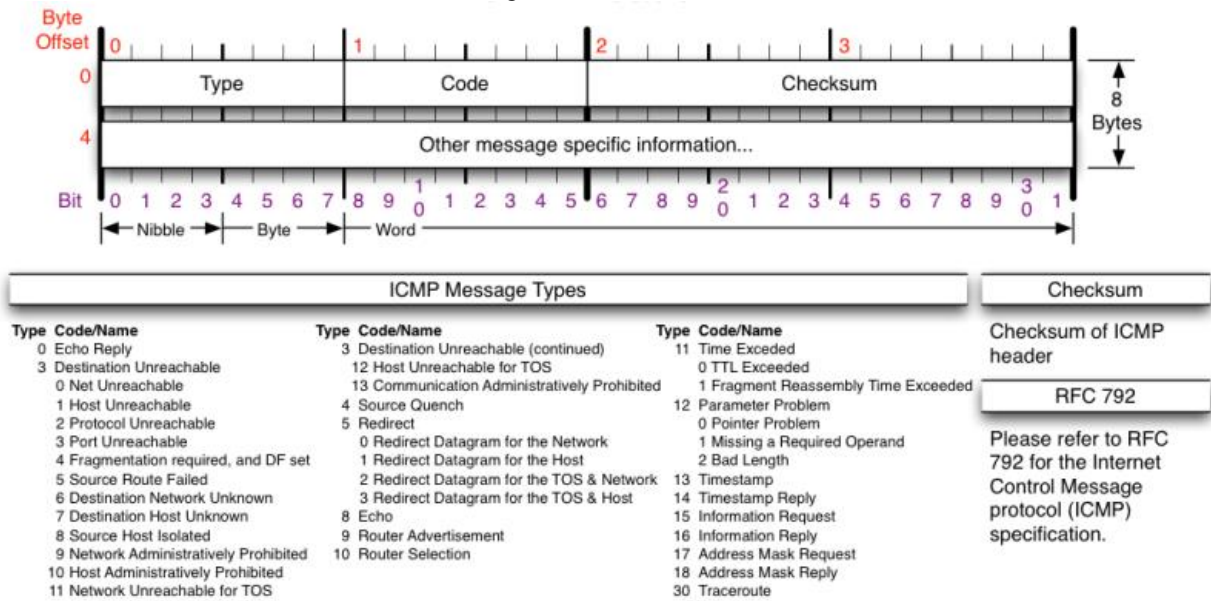 Byte
Offset
0 1 2 3
0 Type Code Checksum
8
Bytes
4 Other message specific information...
Bit 0 1 2 3 4 5 6 7 8 9 10 1 2 3 4 5 6 7 8 9 20 1 2 3 4 5 6 7 8 9 30 1
Nibble Byte Word
ICMP Message Types
Type Code/Name
0 Echo Reply
3 Destination Unreachable
0 Net Unreachable
1 Host Unreachable
2 Protocol Unreachable
3 Port Unreachable
4 Fragmentation required, and DF set
5 Source Route Failed
6 Destination Network Unknown
7 Destination Host Unknown
8 Source Host Isolated
9 Network Administratively Prohibited
10 Host Administratively Prohibited
11 Network Unreachable for TOS
Type Code/Name
3 Destination Unreachable (continued)
12 Host Unreachable for TOS
13 Communication Administratively Prohibited
4 Source Quench
5 Redirect
0 Redirect Datagram for the Network
1 Redirect Datagram for the Host
2 Redirect Datagram for the TOS & Network
3 Redirect Datagram for the TOS & Host
8 Echo
9 Router Advertisement
10 Router Selection
Type Code/Name
11 Time Exceded
0 TTL Exceeded
1 Fragment Reassembly Time Exceeded
12 Parameter Problem
0 Pointer Problem
1 Missing a Required Operand
2 Bad Length
13 Timestamp
14 Timestamp Reply
15 Information Request
16 Information Reply
17 Address Mask Request
18 Address Mask Reply
30 Traceroute
Checksum
Checksum of ICMP
header
RFC 792
Please refer to RFC
792 for the Internet
Control Message
protocol (ICMP)
specification.